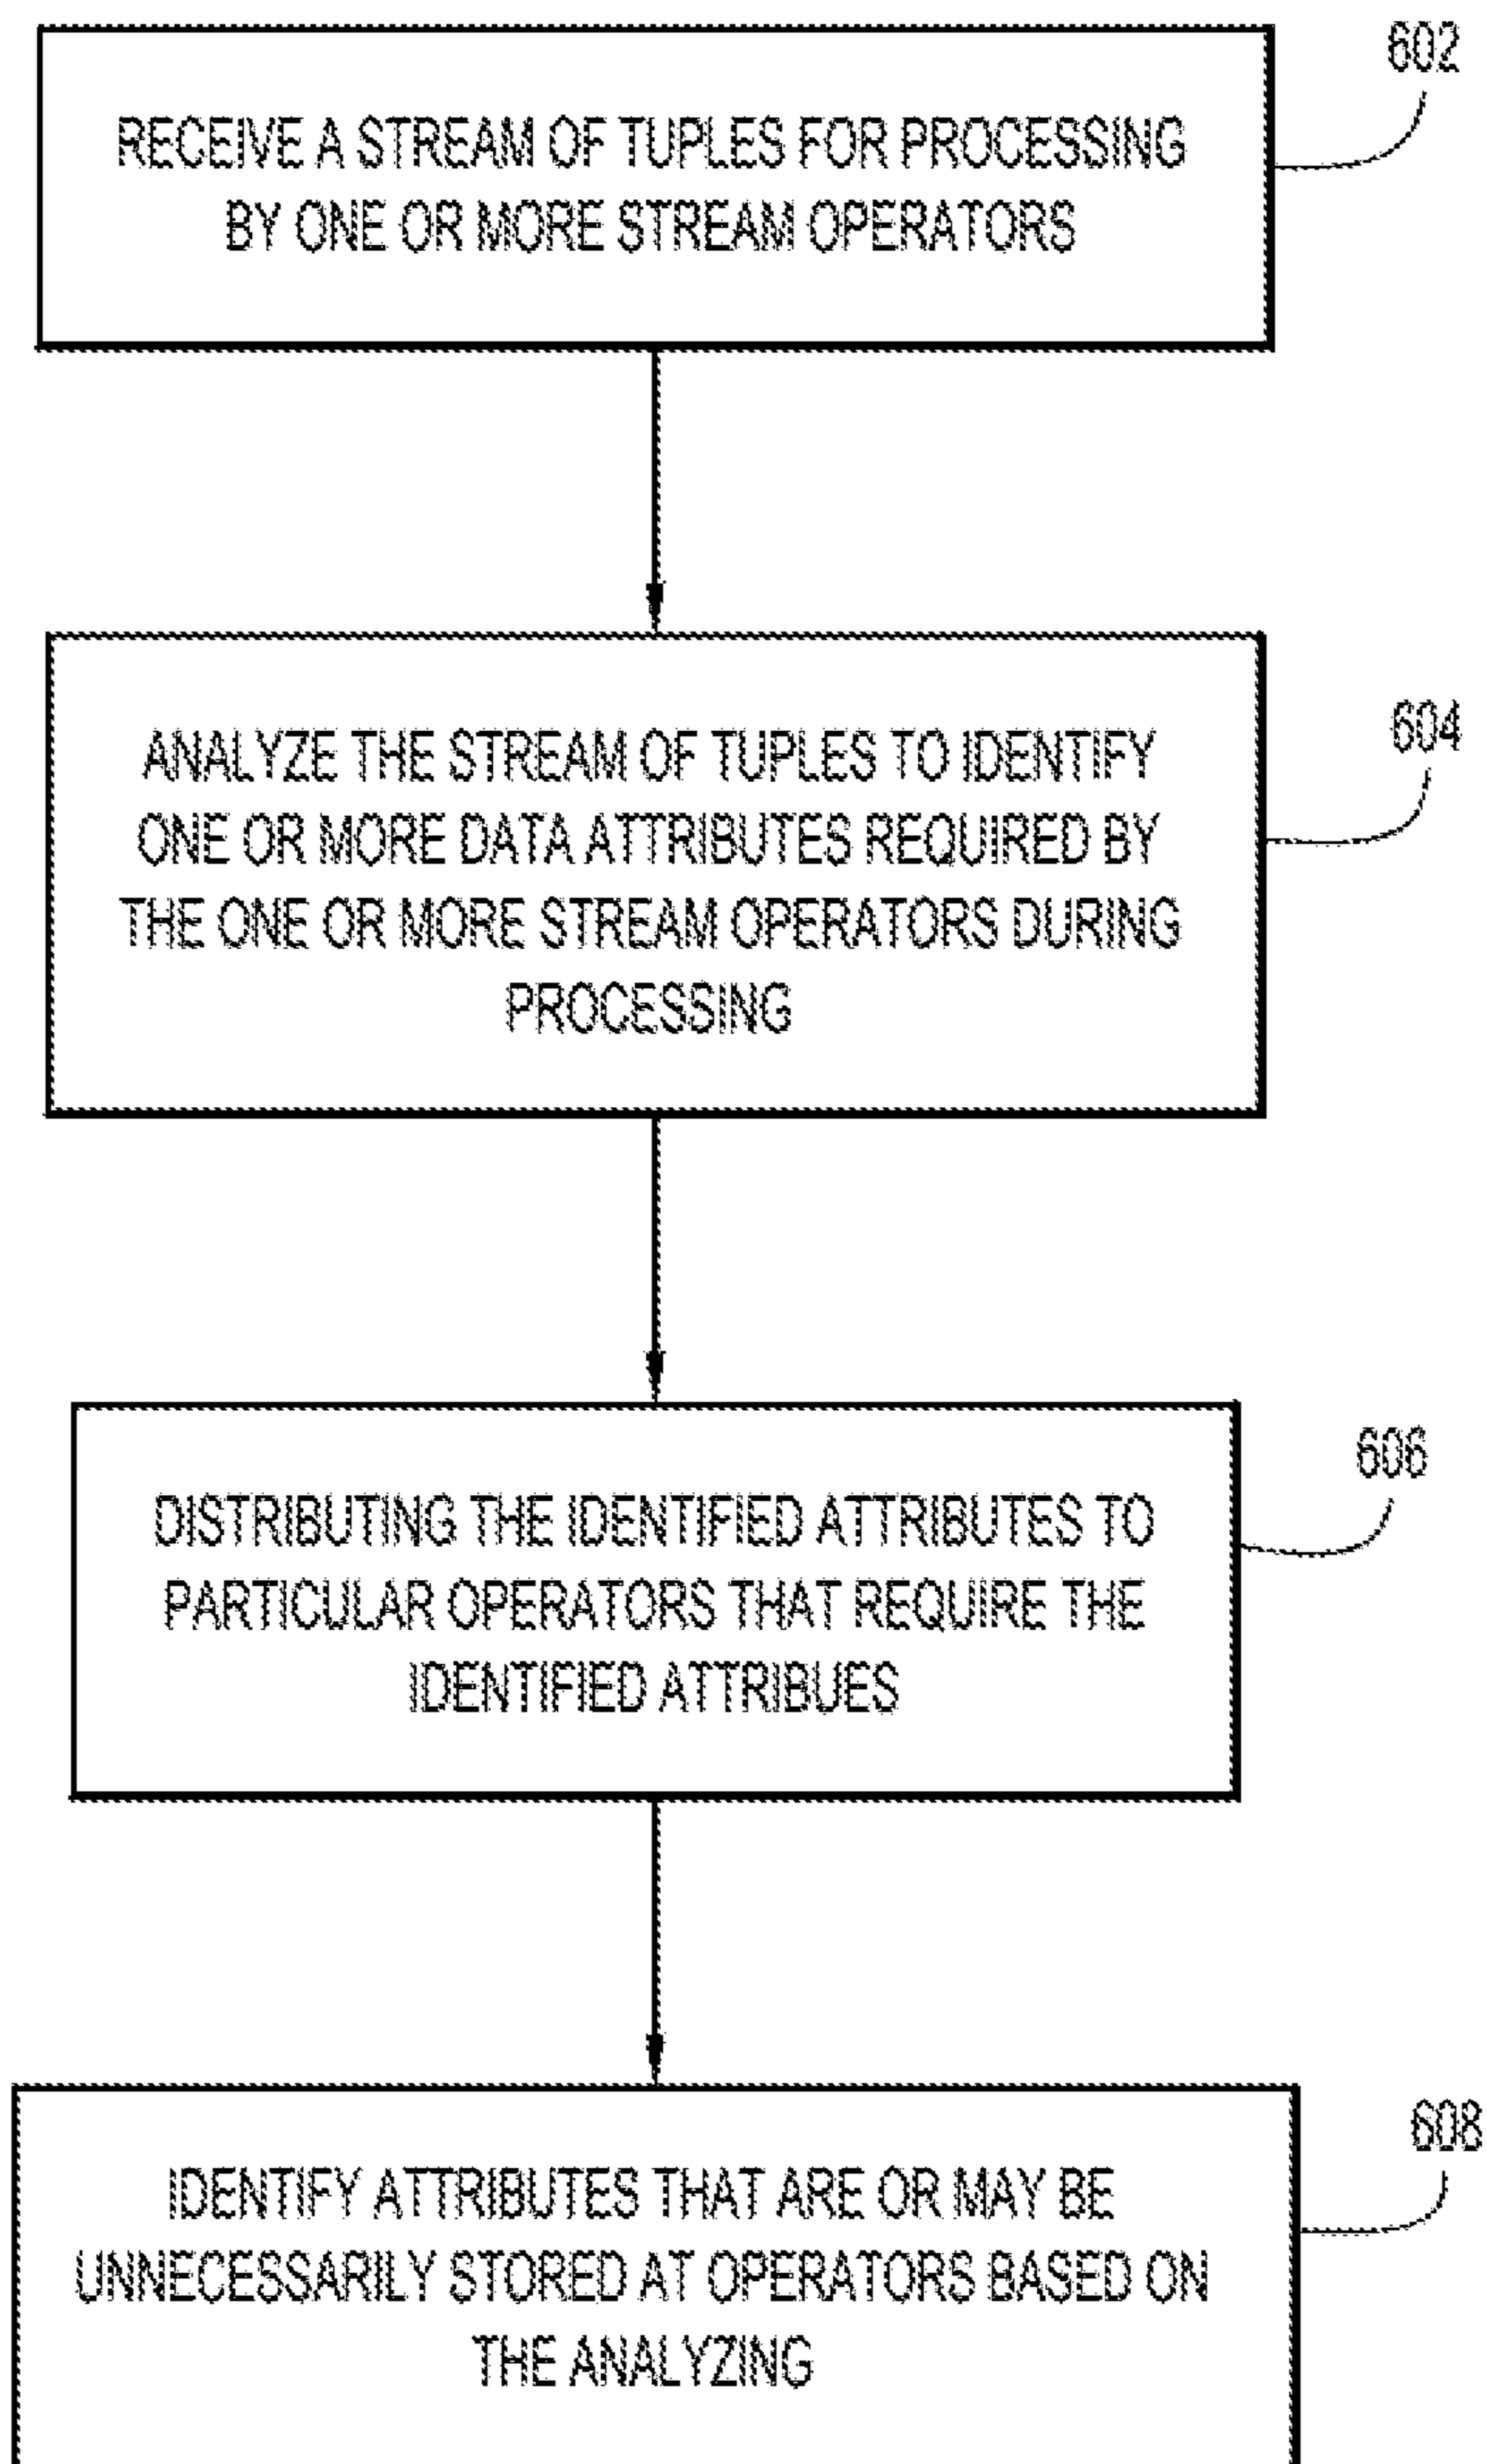 602
RECEIVE A STREAM OF TUPLES FOR PROCESSING
BY ONE OR MORE STREAM OPERATORS
604
ANALYZE THE STREAM OF TUPLES TO IDENTIFY
ONE OR MORE DATA ATTRIBUTES REQUIRED BY
THE ONE OR MORE STREAM OPERATORS DURING
PROCESSING
606
DISTRIBUTING THE IDENTIFIED ATTRIBUTES TO
PARTICULAR OPERATORS THAT REQUIRE THE
IDENTIFIED ATTRIBUES
608
IDENTIFY ATTRIBUTES THAT ARE OR MAY BE
UNNECESSARILY STORED AT OPERATORS BASED ON
THE ANALYZING